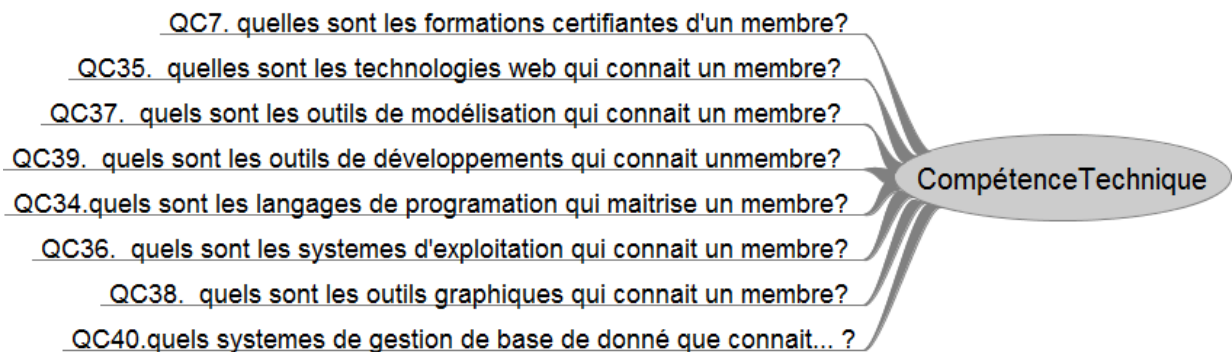 QC7. quelles sont les formations certifiantes d'un membre?
QC35.  quelles sont les technologies web qui connait un membre?
QC37.  quels sont les outils de modélisation qui connait un membre?
QC39.  quels sont les outils de développements qui connait unmembre?
QC34.quels sont les langages de programation qui maitrise un membre?
QC36.  quels sont les systemes d'exploitation qui connait un membre?
QC38.  quels sont les outils graphiques qui connait un membre?
QC40.quels systemes de gestion de base de donné que connait... ?
CompétenceTechnique